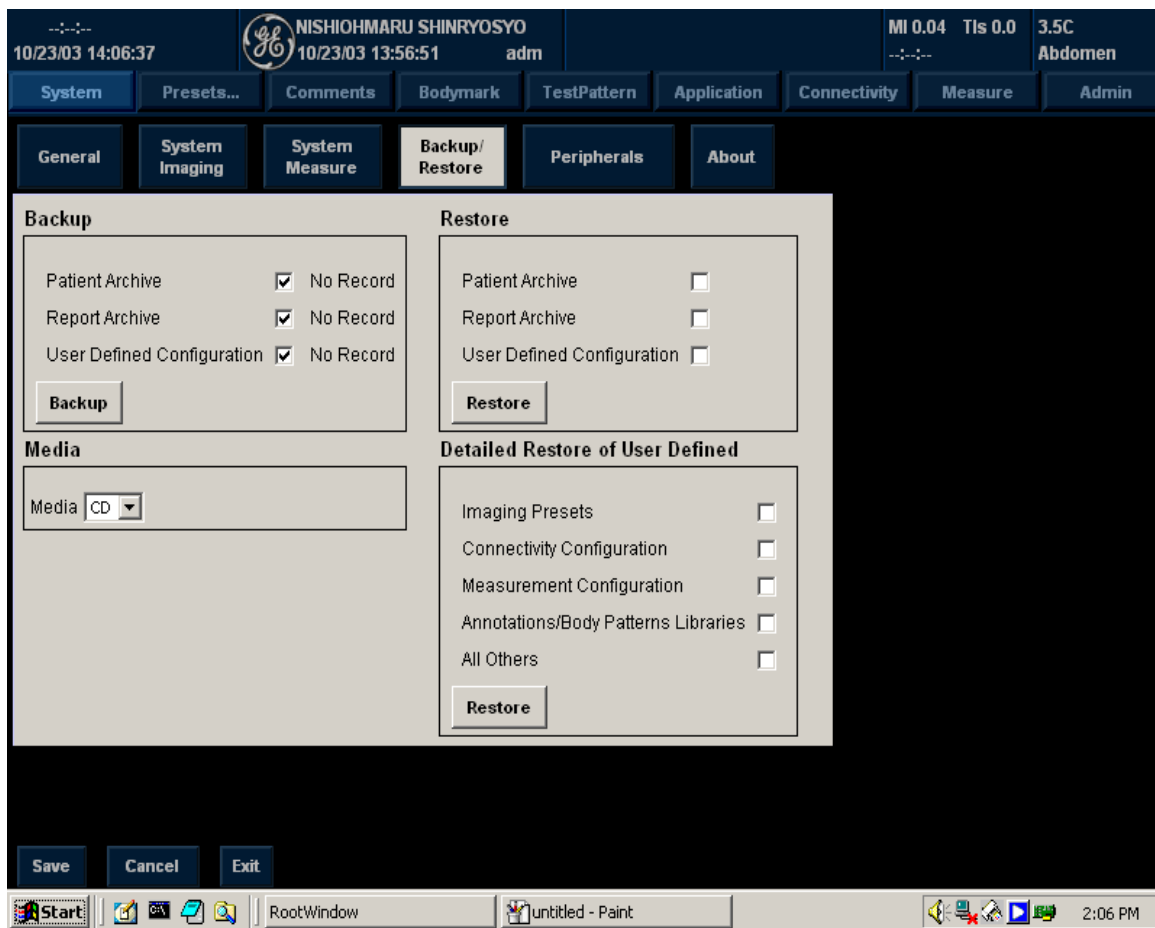 --:--:--
10/23/03 14:06:37
NISHIOHMARU SHINRYOSYO
10/23/03 13:56:51 adm
MI 0.04 TIs 0.0
--:--:--
3.5C
Abdomen
System Presets... Comments Bodymark TestPattern Application Connectivity Measure Admin
General
System Imaging
System Measure
Backup/ Restore
Peripherals
About
Backup
Patient Archive No Record
Report Archive No Record
User Defined Configuration No Record
Backup
Media
Media CD
Restore
Patient Archive
Report Archive
User Defined Configuration
Restore
Detailed Restore of User Defined
Imaging Presets
Connectivity Configuration
Measurement Configuration
Annotations/Body Patterns Libraries
All Others
Restore
Save Cancel Exit
Start RootWindow untitled - Paint 2:06 PM